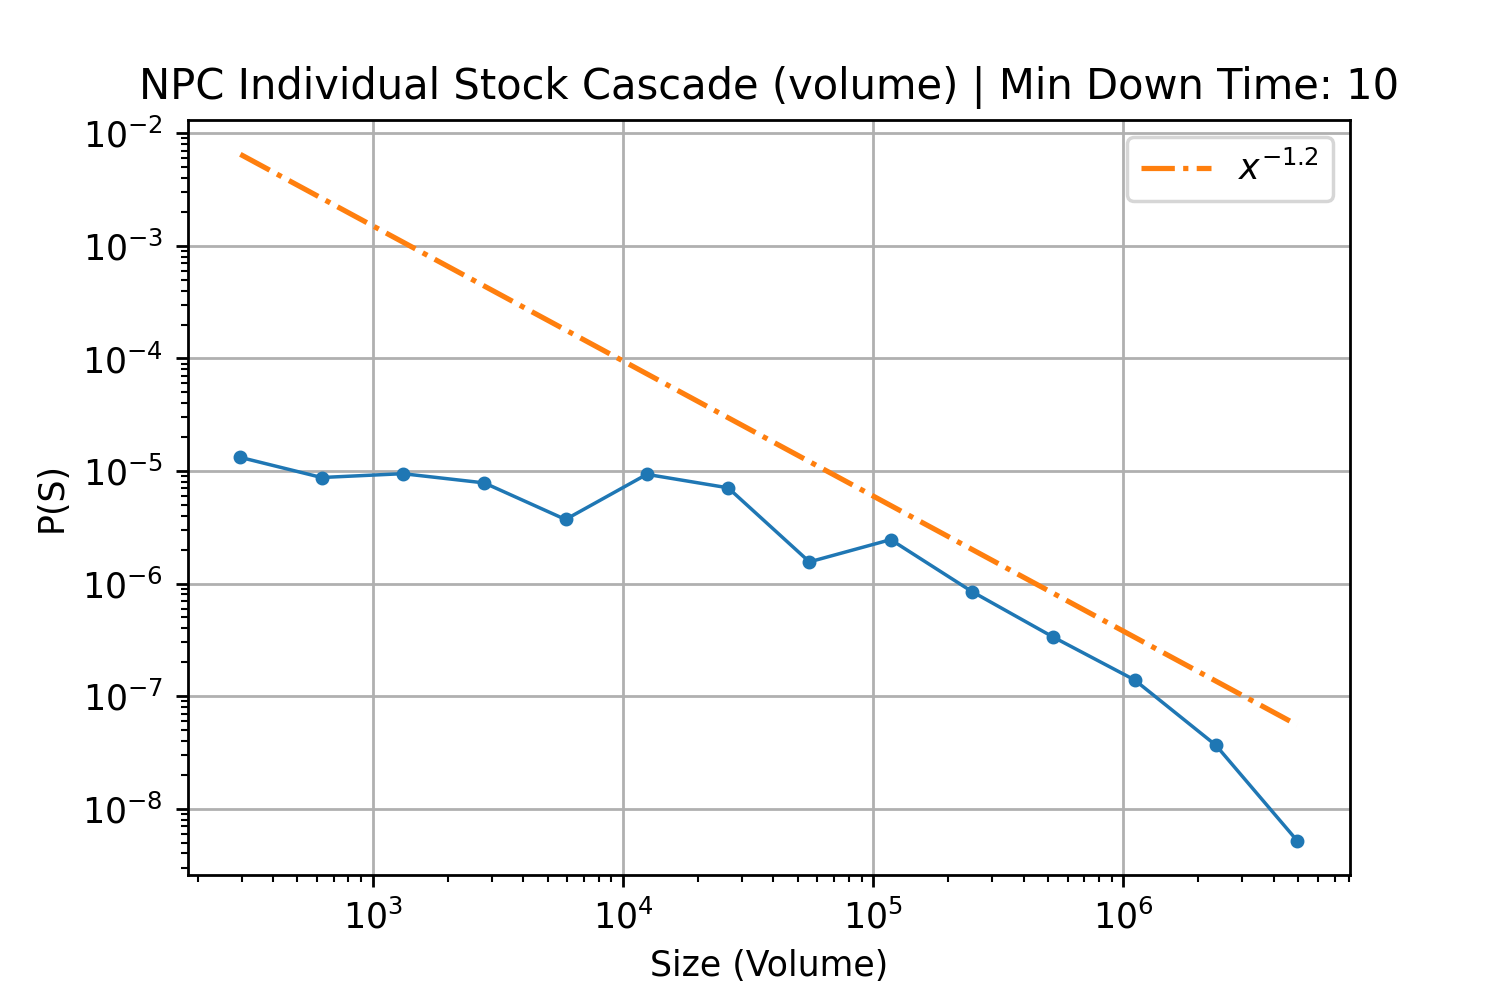 NPC Individual Stock Cascade (volume) | Min Down Time: 10
10⁻²
10⁻³
10⁻⁴
10⁻⁵
10⁻⁶
10⁻⁷
10⁻⁸
P(S)
x⁻¹·²
10³ 10⁴ 10⁵ 10⁶
Size (Volume)